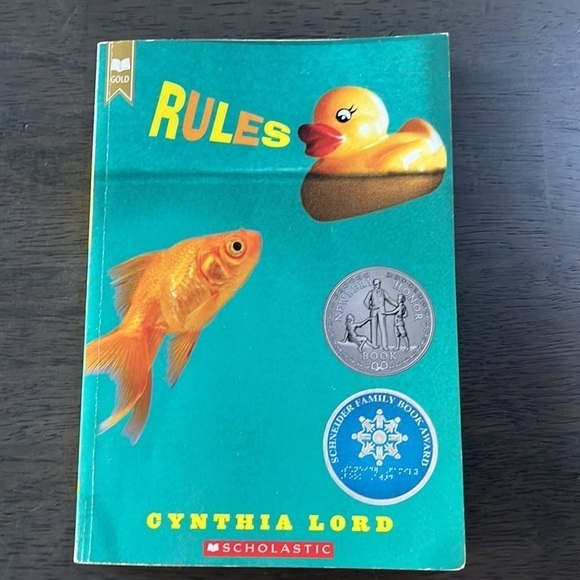 GOLD
RULES
NEWBERY HONOR
BOOK
SCHNEIDER FAMILY BOOK AWARD
CYNTHIA LORD
SCHOLASTIC